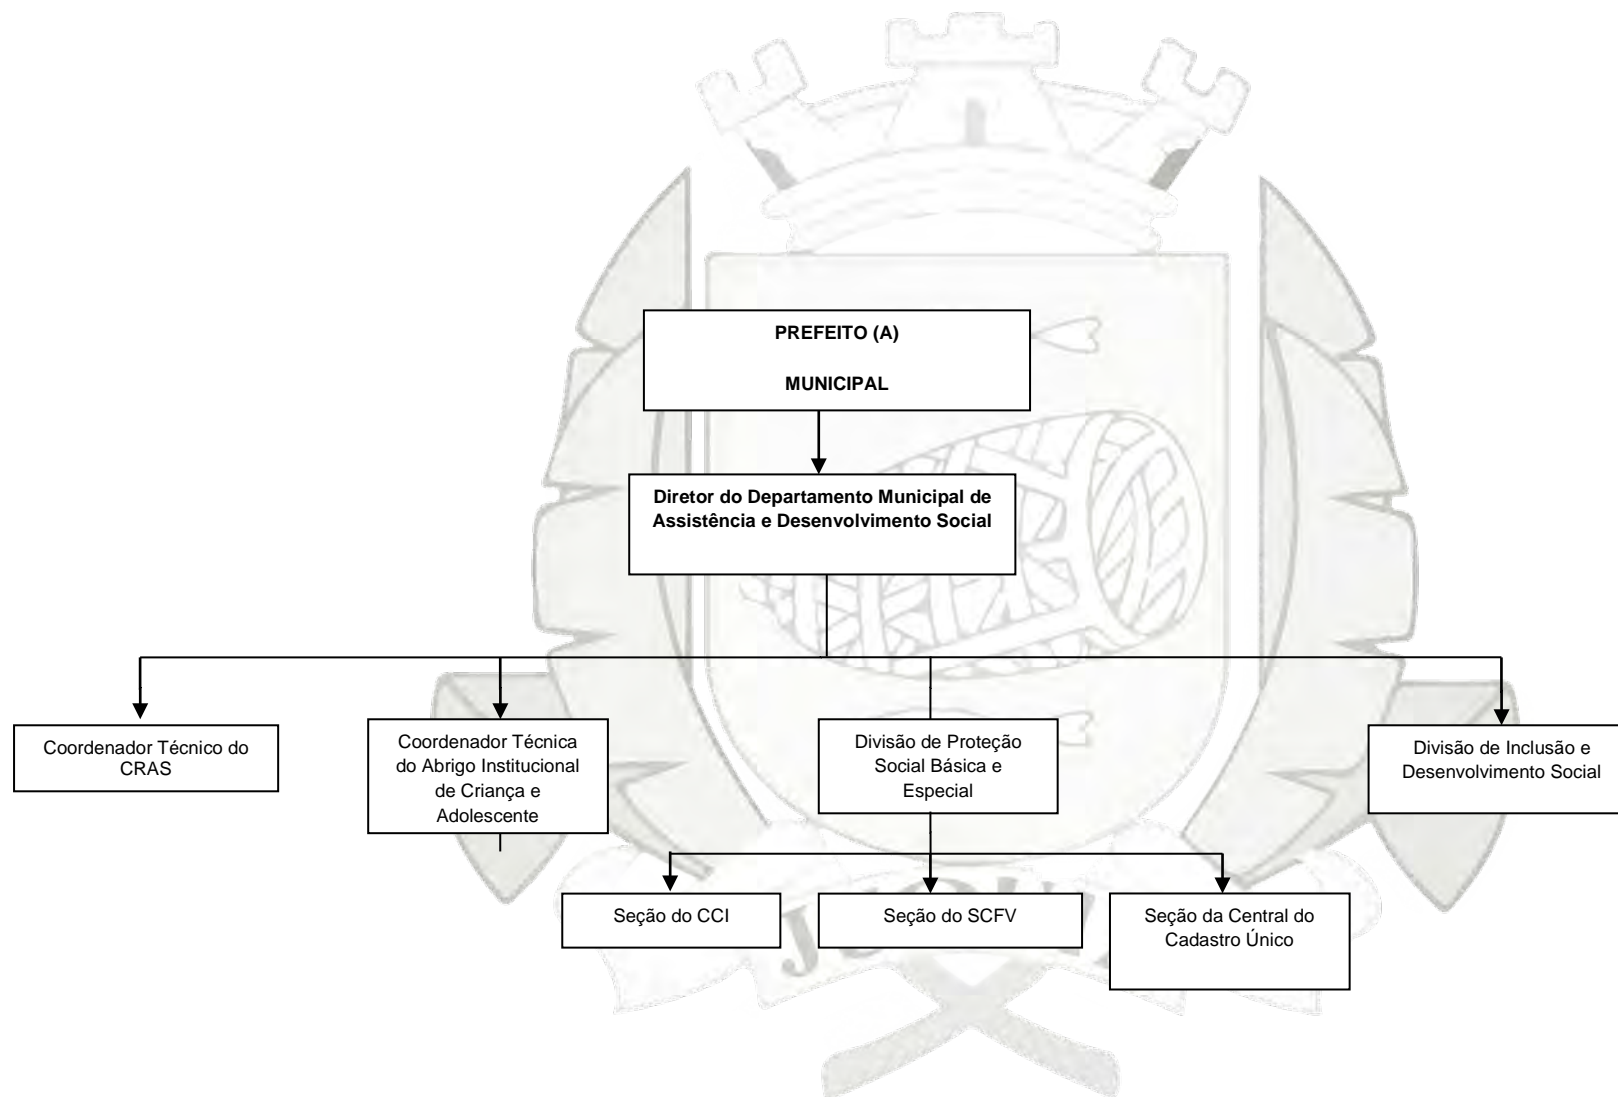 PREFEITO (A)
MUNICIPAL
Diretor do Departamento Municipal de
Assistência e Desenvolvimento Social
Coordenador Técnico do
CRAS
Coordenador Técnica
do Abrigo Institucional
de Criança e
Adolescente
Divisão de Proteção
Social Básica e
Especial
Divisão de Inclusão e
Desenvolvimento Social
Seção do CCI
Seção do SCFV
Seção da Central do
Cadastro Único